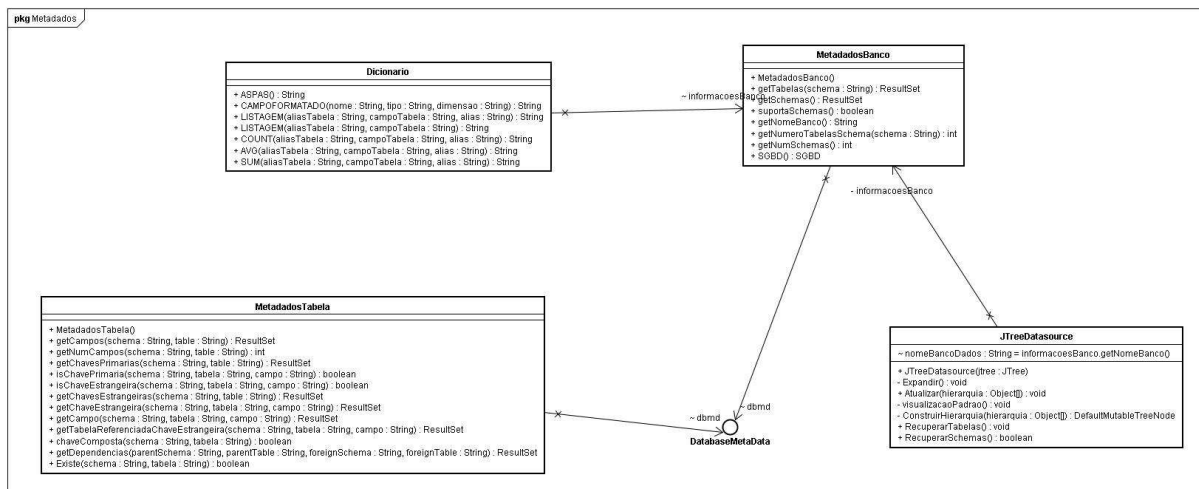 pkg Metadados
Dicionario
+ ASPAS() : String
+ CAMPOFORMATADO(nome : String, tipo : String, dimensao : String) : String
+ LISTAGEM(aliasTabela : String, campoTabela : String, alias : String) : String
+ LISTAGEM(aliasTabela : String, campoTabela : String) : String
+ COUNT(aliasTabela : String, campoTabela : String, alias : String) : String
+ AVG(aliasTabela : String, campoTabela : String, alias : String) : String
+ SUM(aliasTabela : String, campoTabela : String, alias : String) : String
~ informacoesBanco
MetadadosBanco
+ MetadadosBanco()
+ getTabelas(schema : String) : ResultSet
+ getSchemas() : ResultSet
+ suportaSchemas() : boolean
+ getNomeBanco() : String
+ getNumeroTabelasSchema(schema : String) : int
+ getNumSchemas() : int
+ SGBD() : SGBD
- informacoesBanco
MetadadosTabela
+ MetadadosTabela()
+ getCampos(schema : String, table : String) : ResultSet
+ getNumCampos(schema : String, table : String) : int
+ getChavesPrimarias(schema : String, table : String) : ResultSet
+ isChavePrimaria(schema : String, tabela : String, campo : String) : boolean
+ isChaveEstrangeira(schema : String, tabela : String, campo : String) : boolean
+ getChavesEstrangeiras(schema : String, table : String) : ResultSet
+ getChaveEstrangeira(schema : String, tabela : String, campo : String) : ResultSet
+ getCampo(schema : String, tabela : String, campo : String) : ResultSet
+ getTabelaReferenciadaChaveEstrangeira(schema : String, tabela : String, campo : String) : ResultSet
+ chaveComposta(schema : String, tabela : String) : boolean
+ getDependencias(parentSchema : String, parentTable : String, foreignSchema : String, foreignTable : String) : ResultSet
+ Existe(schema : String, tabela : String) : boolean
~ dbmd
~ dbmd
DatabaseMetaData
JTreeDatasource
~ nomeBancoDados : String = informacoesBanco.getNomeBanco()
+ JTreeDatasource(jtree : JTree)
- Expandir() : void
+ Atualizar(hierarquia : Object[]) : void
- visualizacaoPadrao() : void
- ConstruirHierarquia(hierarquia : Object[]) : DefaultMutableTreeNode
+ RecuperarTabelas() : void
+ RecuperarSchemas() : boolean